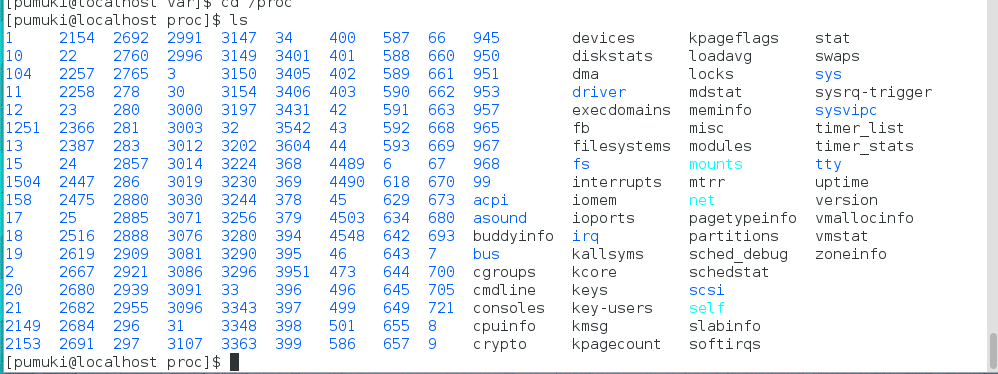 [pumuki@localhost var]$ cd /proc
[pumuki@localhost proc]$ ls
1 2154 2692 2991 3147 34 400 587 66 945 devices kpageflags stat
10 22 2760 2996 3149 3401 401 588 660 950 diskstats loadavg swaps
104 2257 2765 3 3150 3405 402 589 661 951 dma locks sys
11 2258 278 30 3154 3406 403 590 662 953 driver mdstat sysrq-trigger
12 23 280 3000 3197 3431 42 591 663 957 execdomains meminfo sysvipc
1251 2366 281 3003 32 3542 43 592 668 965 fb misc timer_list
13 2387 283 3012 3202 3604 44 593 669 967 filesystems modules timer_stats
15 24 2857 3014 3224 368 4489 6 67 968 fs mounts tty
1504 2447 286 3019 3230 369 4490 618 670 99 interrupts mtrr uptime
158 2475 2880 3030 3244 378 45 629 673 acpi iomem net version
17 25 2885 3071 3256 379 4503 634 680 asound ioports pagetypeinfo vmallocinfo
18 2516 2888 3076 3280 394 4548 642 693 buddyinfo irq partitions vmstat
19 2619 2909 3081 3290 395 46 643 7 bus kallsyms sched_debug zoneinfo
2 2667 2921 3086 3296 3951 473 644 700 cgroups kcore schedstat
20 2680 2939 3091 33 396 496 645 705 cmdline keys scsi
21 2682 2955 3096 3343 397 499 649 721 consoles key-users self
2149 2684 296 31 3348 398 501 655 8 cpuinfo kmsg slabinfo
2153 2691 297 3107 3363 399 586 657 9 crypto kpagecount softirqs
[pumuki@localhost proc]$